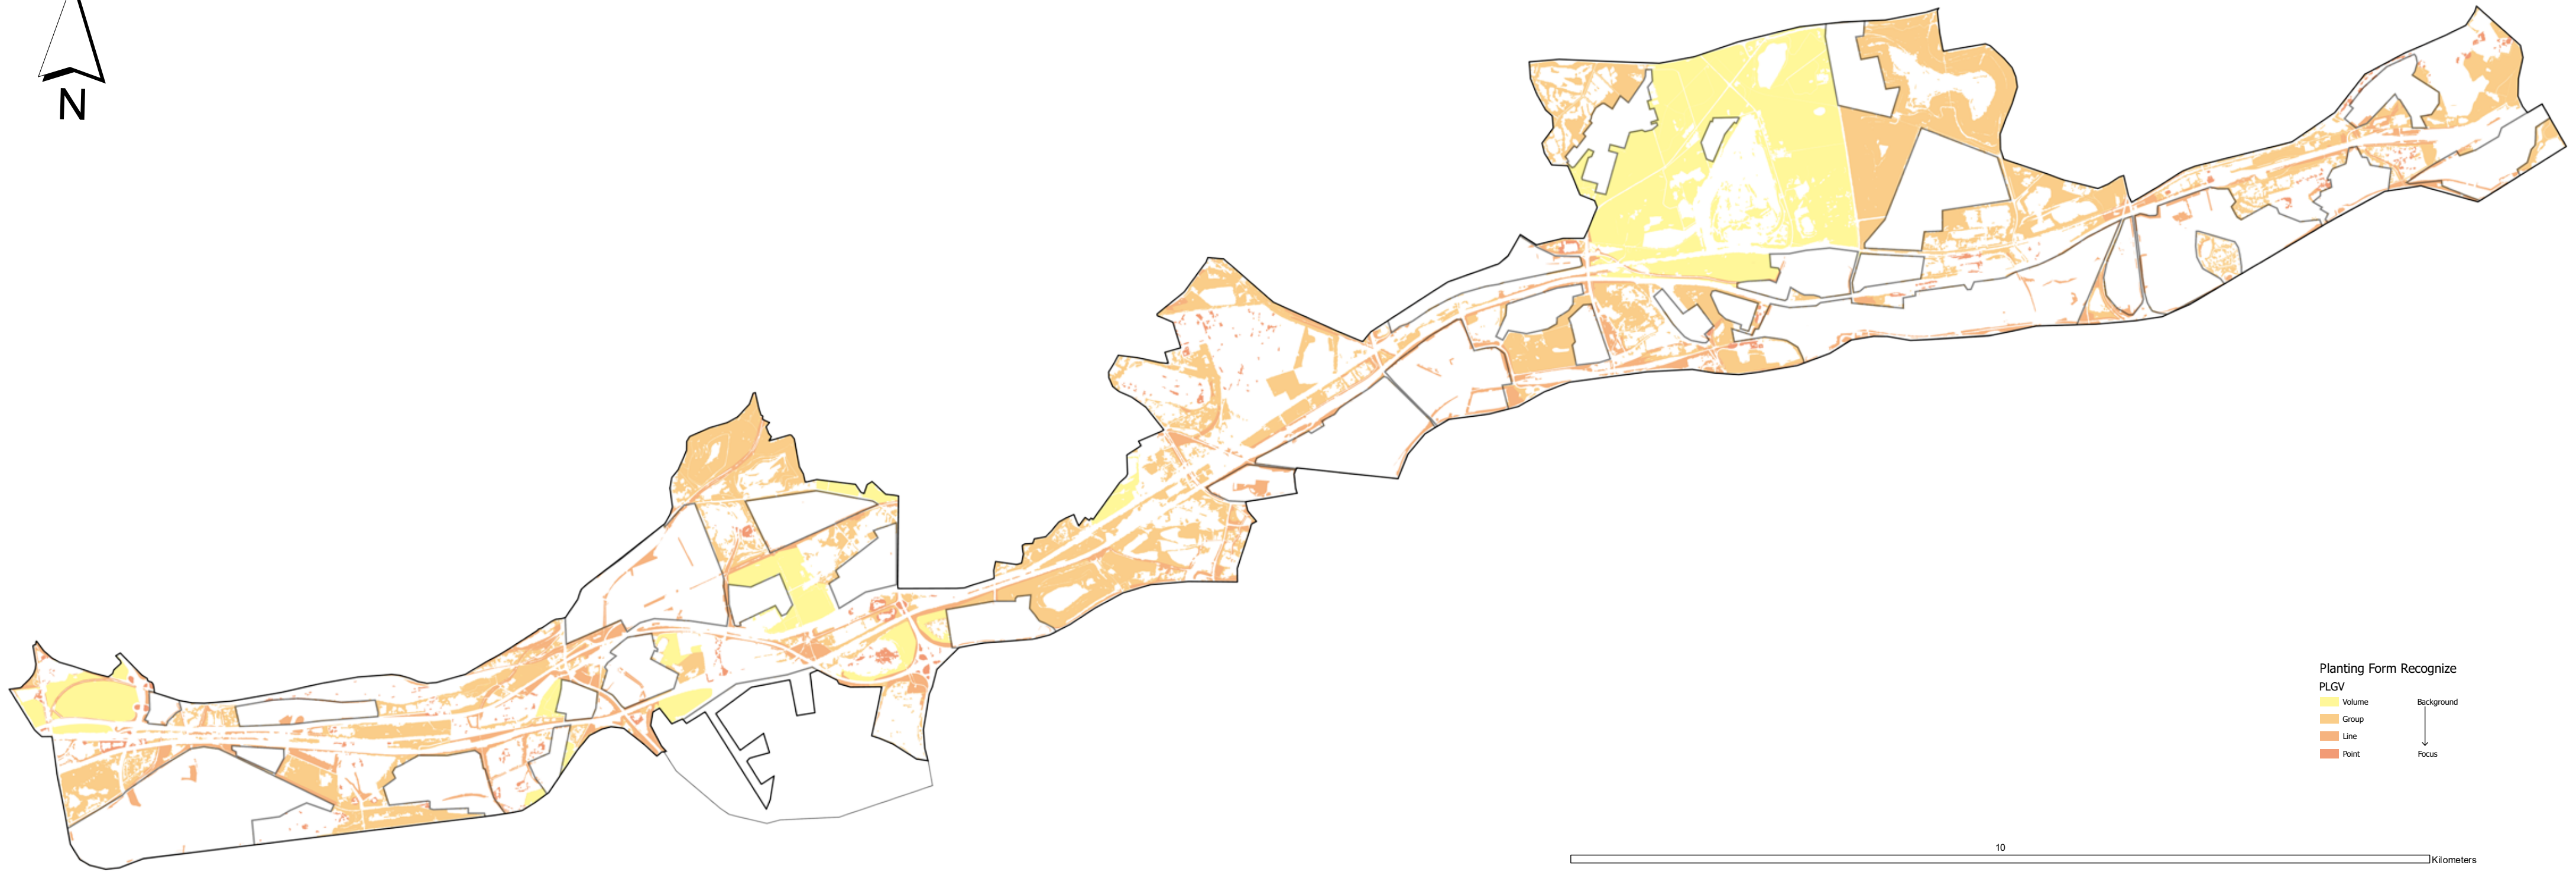 N
Planting Form Recognize
PLGV
Volume Background
Group
Line
Point Focus
10
Kilometers